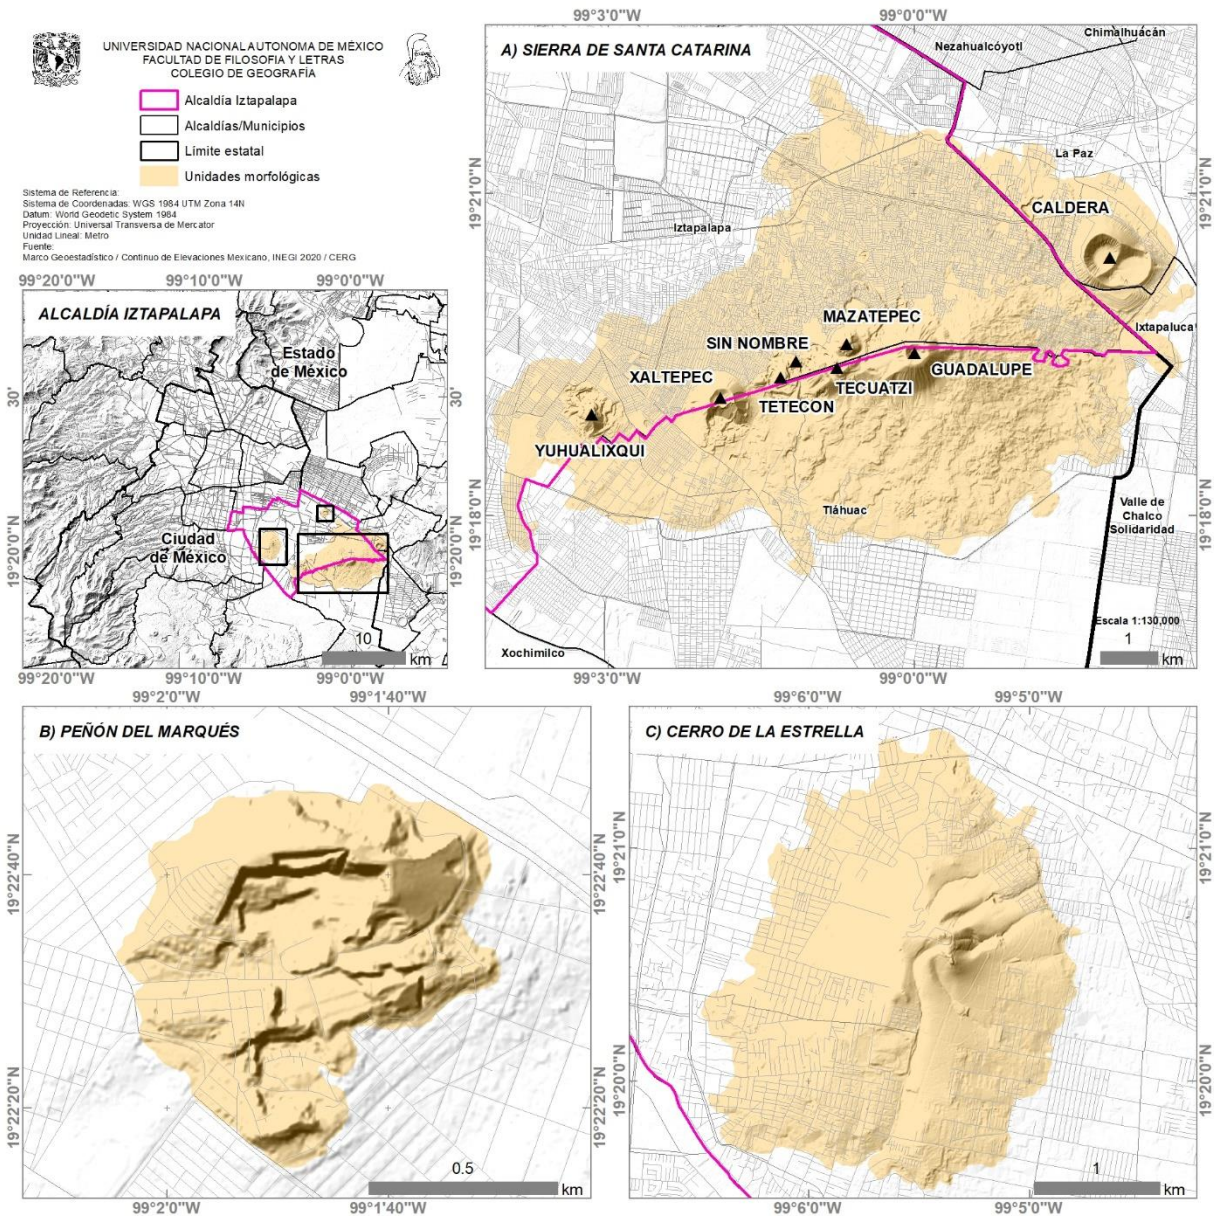 UNIVERSIDAD NACIONAL AUTONOMA DE MÉXICO
FACULTAD DE FILOSOFIA Y LETRAS
COLEGIO DE GEOGRAFÍA
Alcaldía Iztapalapa
Alcaldías/Municipios
Límite estatal
Unidades morfológicas
Sistema de Referencia:
Sistema de Coordenadas: WGS 1984 UTM Zona 14N
Datum: World Geodetic System 1984
Proyección: Universal Transversa de Mercator
Unidad Lineal: Metro
Fuente:
Marco Geoestadístico / Continuo de Elevaciones Mexicano, INEGI 2020 / CERG
99°20'0"W 99°10'0"W 99°0'0"W
ALCALDÍA IZTAPALAPA
Estado
de México
30'
30'
Ciudad
de México
19°20'0"N
19°20'0"N
10
km
99°20'0"W 99°10'0"W 99°0'0"W
99°3'0"W 99°0'0"W
A) SIERRA DE SANTA CATARINA
Nezahualcóyotl
Chimalhuacán
La Paz
19°21'0"N
19°21'0"N
CALDERA
Iztapalapa
MAZATEPEC
Ixtapaluca
SIN NOMBRE
XALTEPEC
GUADALUPE
TECUATZI
TETECON
YUHUALIXQUI
Tláhuac
Valle de
Chalco
Solidaridad
19°18'0"N
19°18'0"N
Escala 1:130,000
1
km
Xochimilco
99°3'0"W 99°0'0"W
99°2'0"W 99°1'40"W
B) PEÑÓN DEL MARQUÉS
19°22'40"N
19°22'40"N
19°22'20"N
19°22'20"N
0.5
km
99°2'0"W 99°1'40"W
99°6'0"W 99°0'0"W 99°5'0"W
C) CERRO DE LA ESTRELLA
19°21'0"N
19°21'0"N
19°20'0"N
19°20'0"N
1
km
99°6'0"W 99°5'0"W